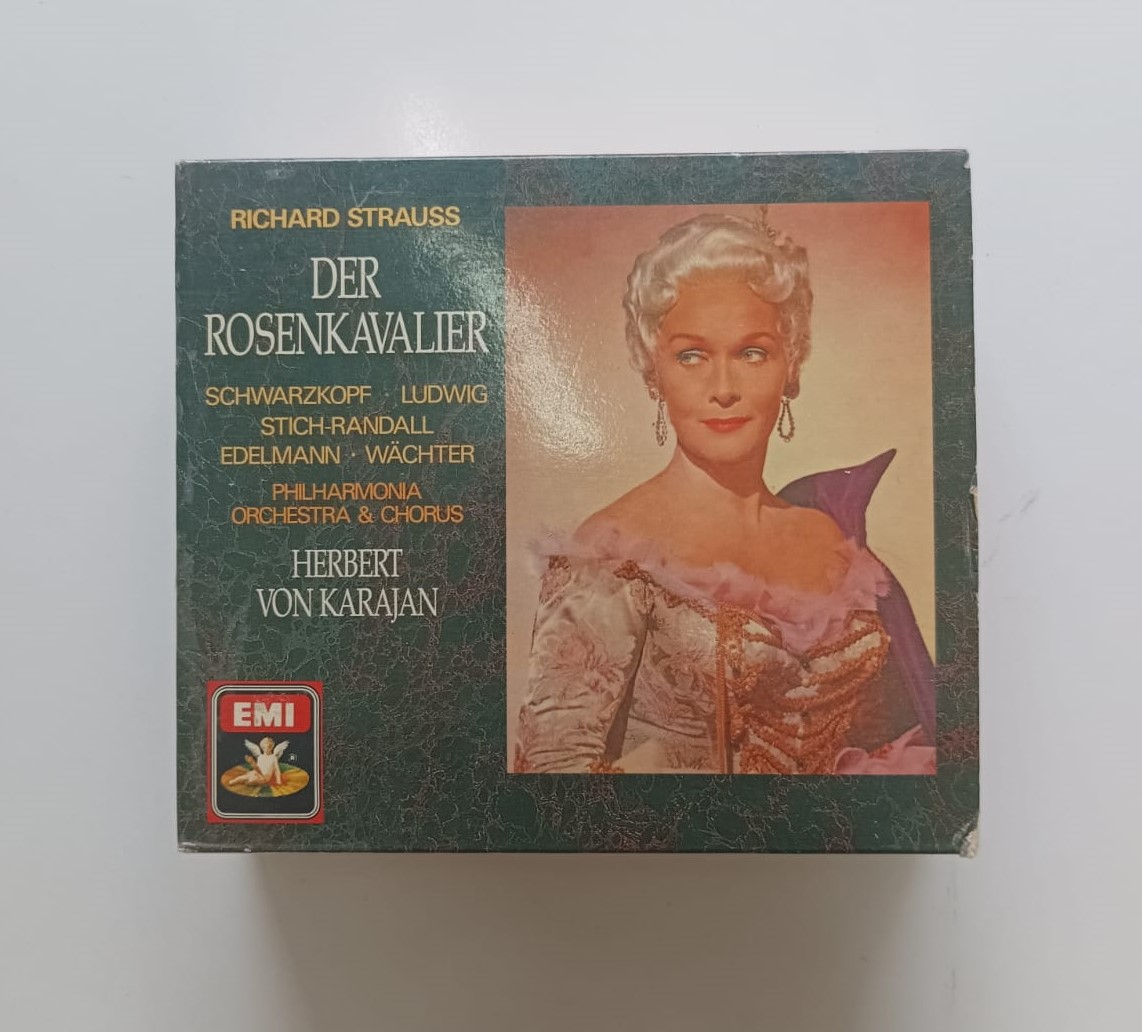 RICHARD STRAUSS
DER
ROSENKAVALIER
SCHWARZKOPF · LUDWIG
STICH-RANDALL
EDELMANN · WÄCHTER
PHILHARMONIA
ORCHESTRA & CHORUS
HERBERT
VON KARAJAN
EMI